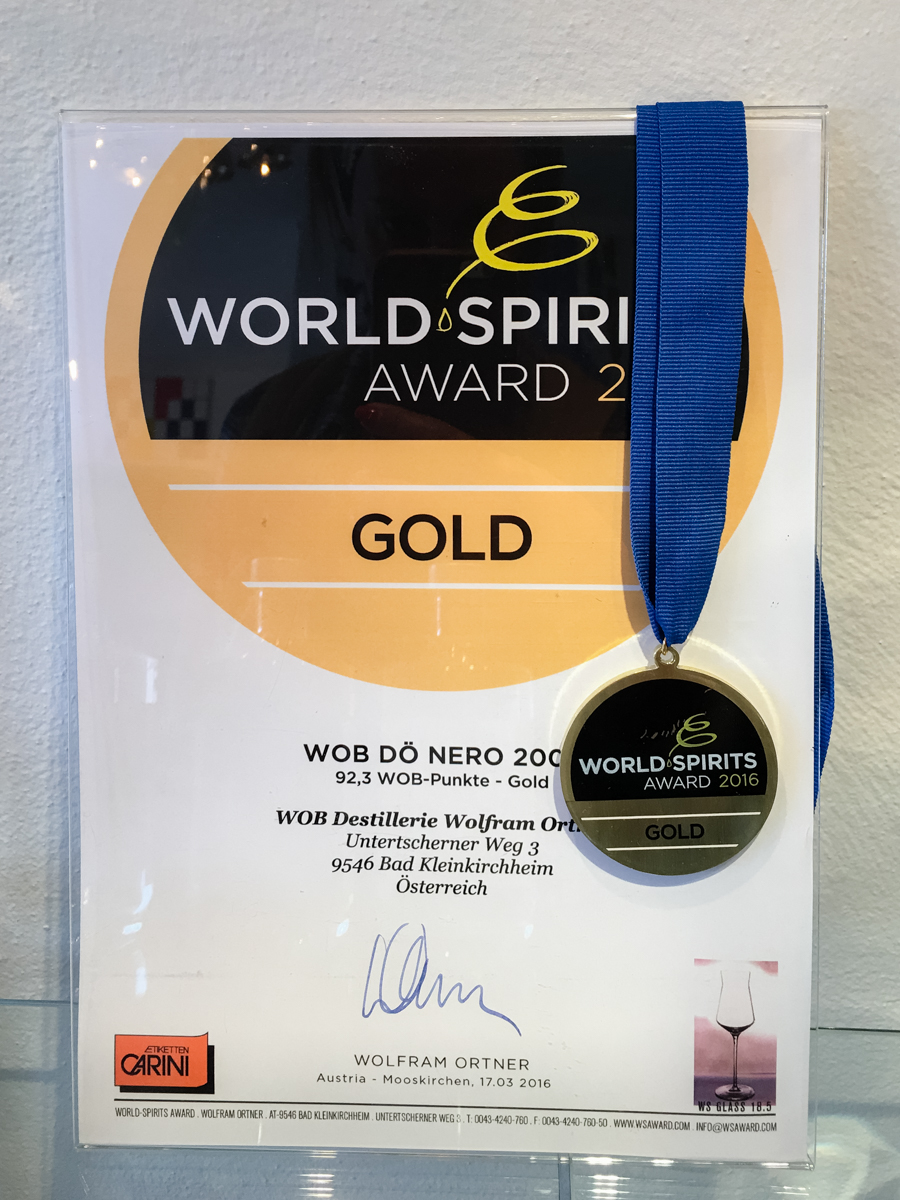 WORLD SPIRI
AWARD 2
GOLD
WOB DÖ NERO 200
92,3 WOB-Punkte - Gold
WOB Destillerie Wolfram Ort
Untertscherner Weg 3
9546 Bad Kleinkirchheim
Österreich
WORLD SPIRITS
AWARD 2016
GOLD
ETIKETTEN
CARINI
WOLFRAM ORTNER
Austria - Mooskirchen, 17.03 2016
WS GLASS 18.5
WORLD-SPIRITS AWARD . WOLFRAM ORTNER . AT-9546 BAD KLEINKIRCHHEIM . UNTERTSCHERNER WEG 3 . T: 0043-4240-760 . F: 0043-4240-760-50 . WWW.WSAWARD.COM . INFO@WSAWARD.COM